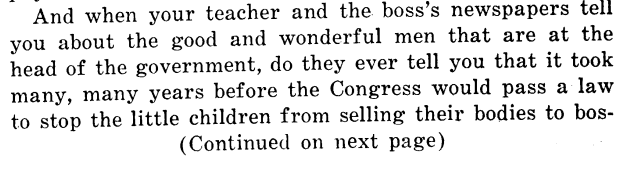 And when your teacher and the boss's newspapers tell
you about the good and wonderful men that are at the
head of the government, do they ever tell you that it took
many, many years before the Congress would pass a law
to stop the little children from selling their bodies to bos-
(Continued on next page)